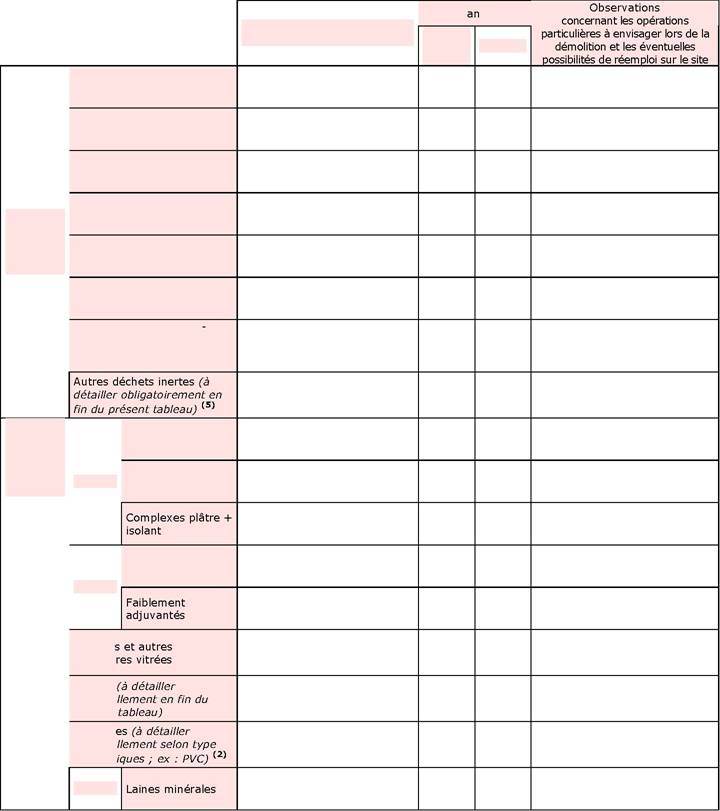 an
Observations
concernant les opérations
particulières à envisager lors de la
démolition et les éventuelles
possibilités de réemploi sur le site
-
Autres déchets inertes (à
détailler obligatoirement en
fin du présent tableau) (5)
Complexes plâtre +
isolant
Faiblement
adjuvantés
s et autres
res vitrées
(à détailler
llement en fin du
tableau)
es (à détailler
llement selon type
iques ; ex : PVC) (2)
Laines minérales